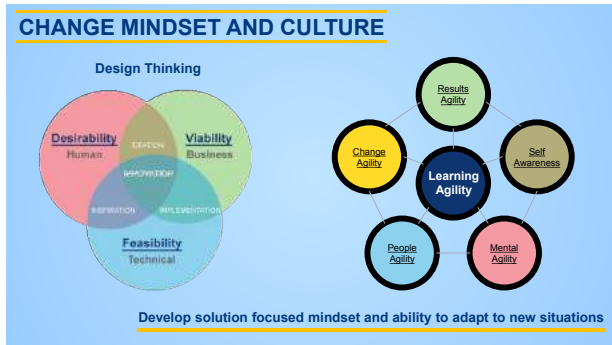 CHANGE MINDSET AND CULTURE
Design Thinking
Desirability
Human
IDEATION
Viability
Business
INNOVATION
INSPIRATION
IMPLEMENTATION
Feasibility
Technical
Results
Agility
Change
Agility
Self
Awareness
Learning
Agility
People
Agility
Mental
Agility
Develop solution focused mindset and ability to adapt to new situations